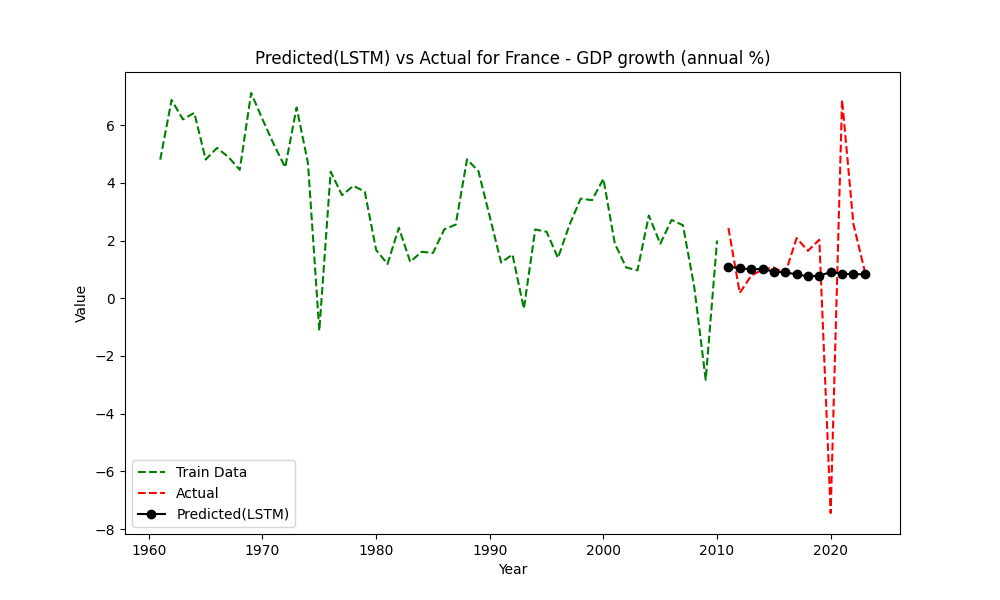 Predicted(LSTM) vs Actual for France - GDP growth (annual %)
Value
6
4
2
0
−2
−4
−6
−8
Train Data
Actual
Predicted(LSTM)
1960 1970 1980 1990 2000 2010 2020
Year